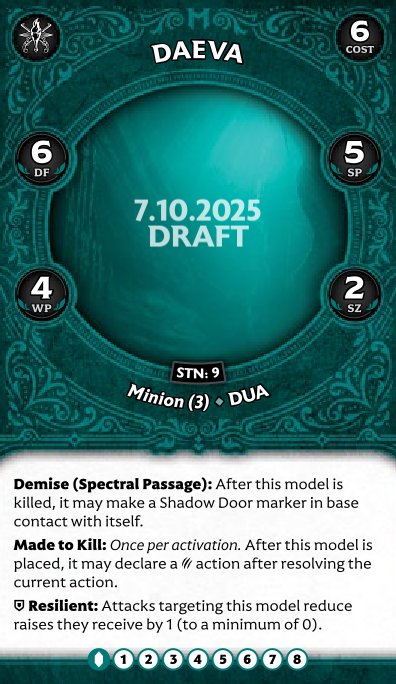 DAEVA
6
COST
6
DF
5
SP
7.10.2025
DRAFT
4
WP
2
SZ
STN: 9
Minion (3) ⬥ DUA
Demise (Spectral Passage): After this model is
killed, it may make a Shadow Door marker in base
contact with itself.
Made to Kill: Once per activation. After this model is
placed, it may declare a action after resolving the
current action.
Resilient: Attacks targeting this model reduce
raises they receive by 1 (to a minimum of 0).
1 2 3 4 5 6 7 8